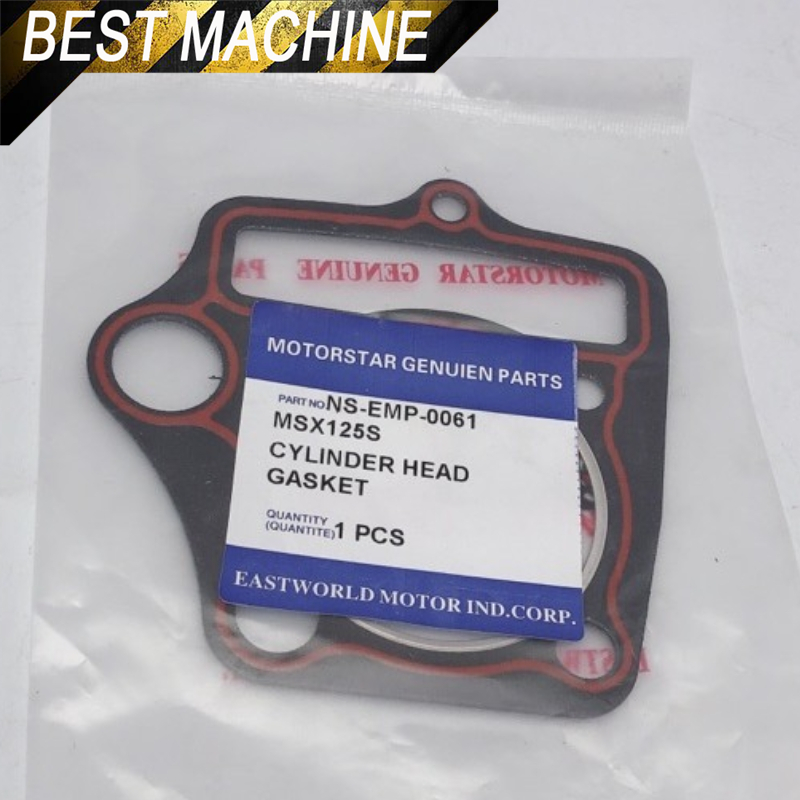 BEST MACHINE
MOTORSTAR GENUINE PA
MOTORSTAR GENUIEN PARTS
PART NO NS-EMP-0061
MSX125S
CYLINDER HEAD
GASKET
QUANTITY
(QUANTITE) 1 PCS
EASTWORLD MOTOR IND.CORP.